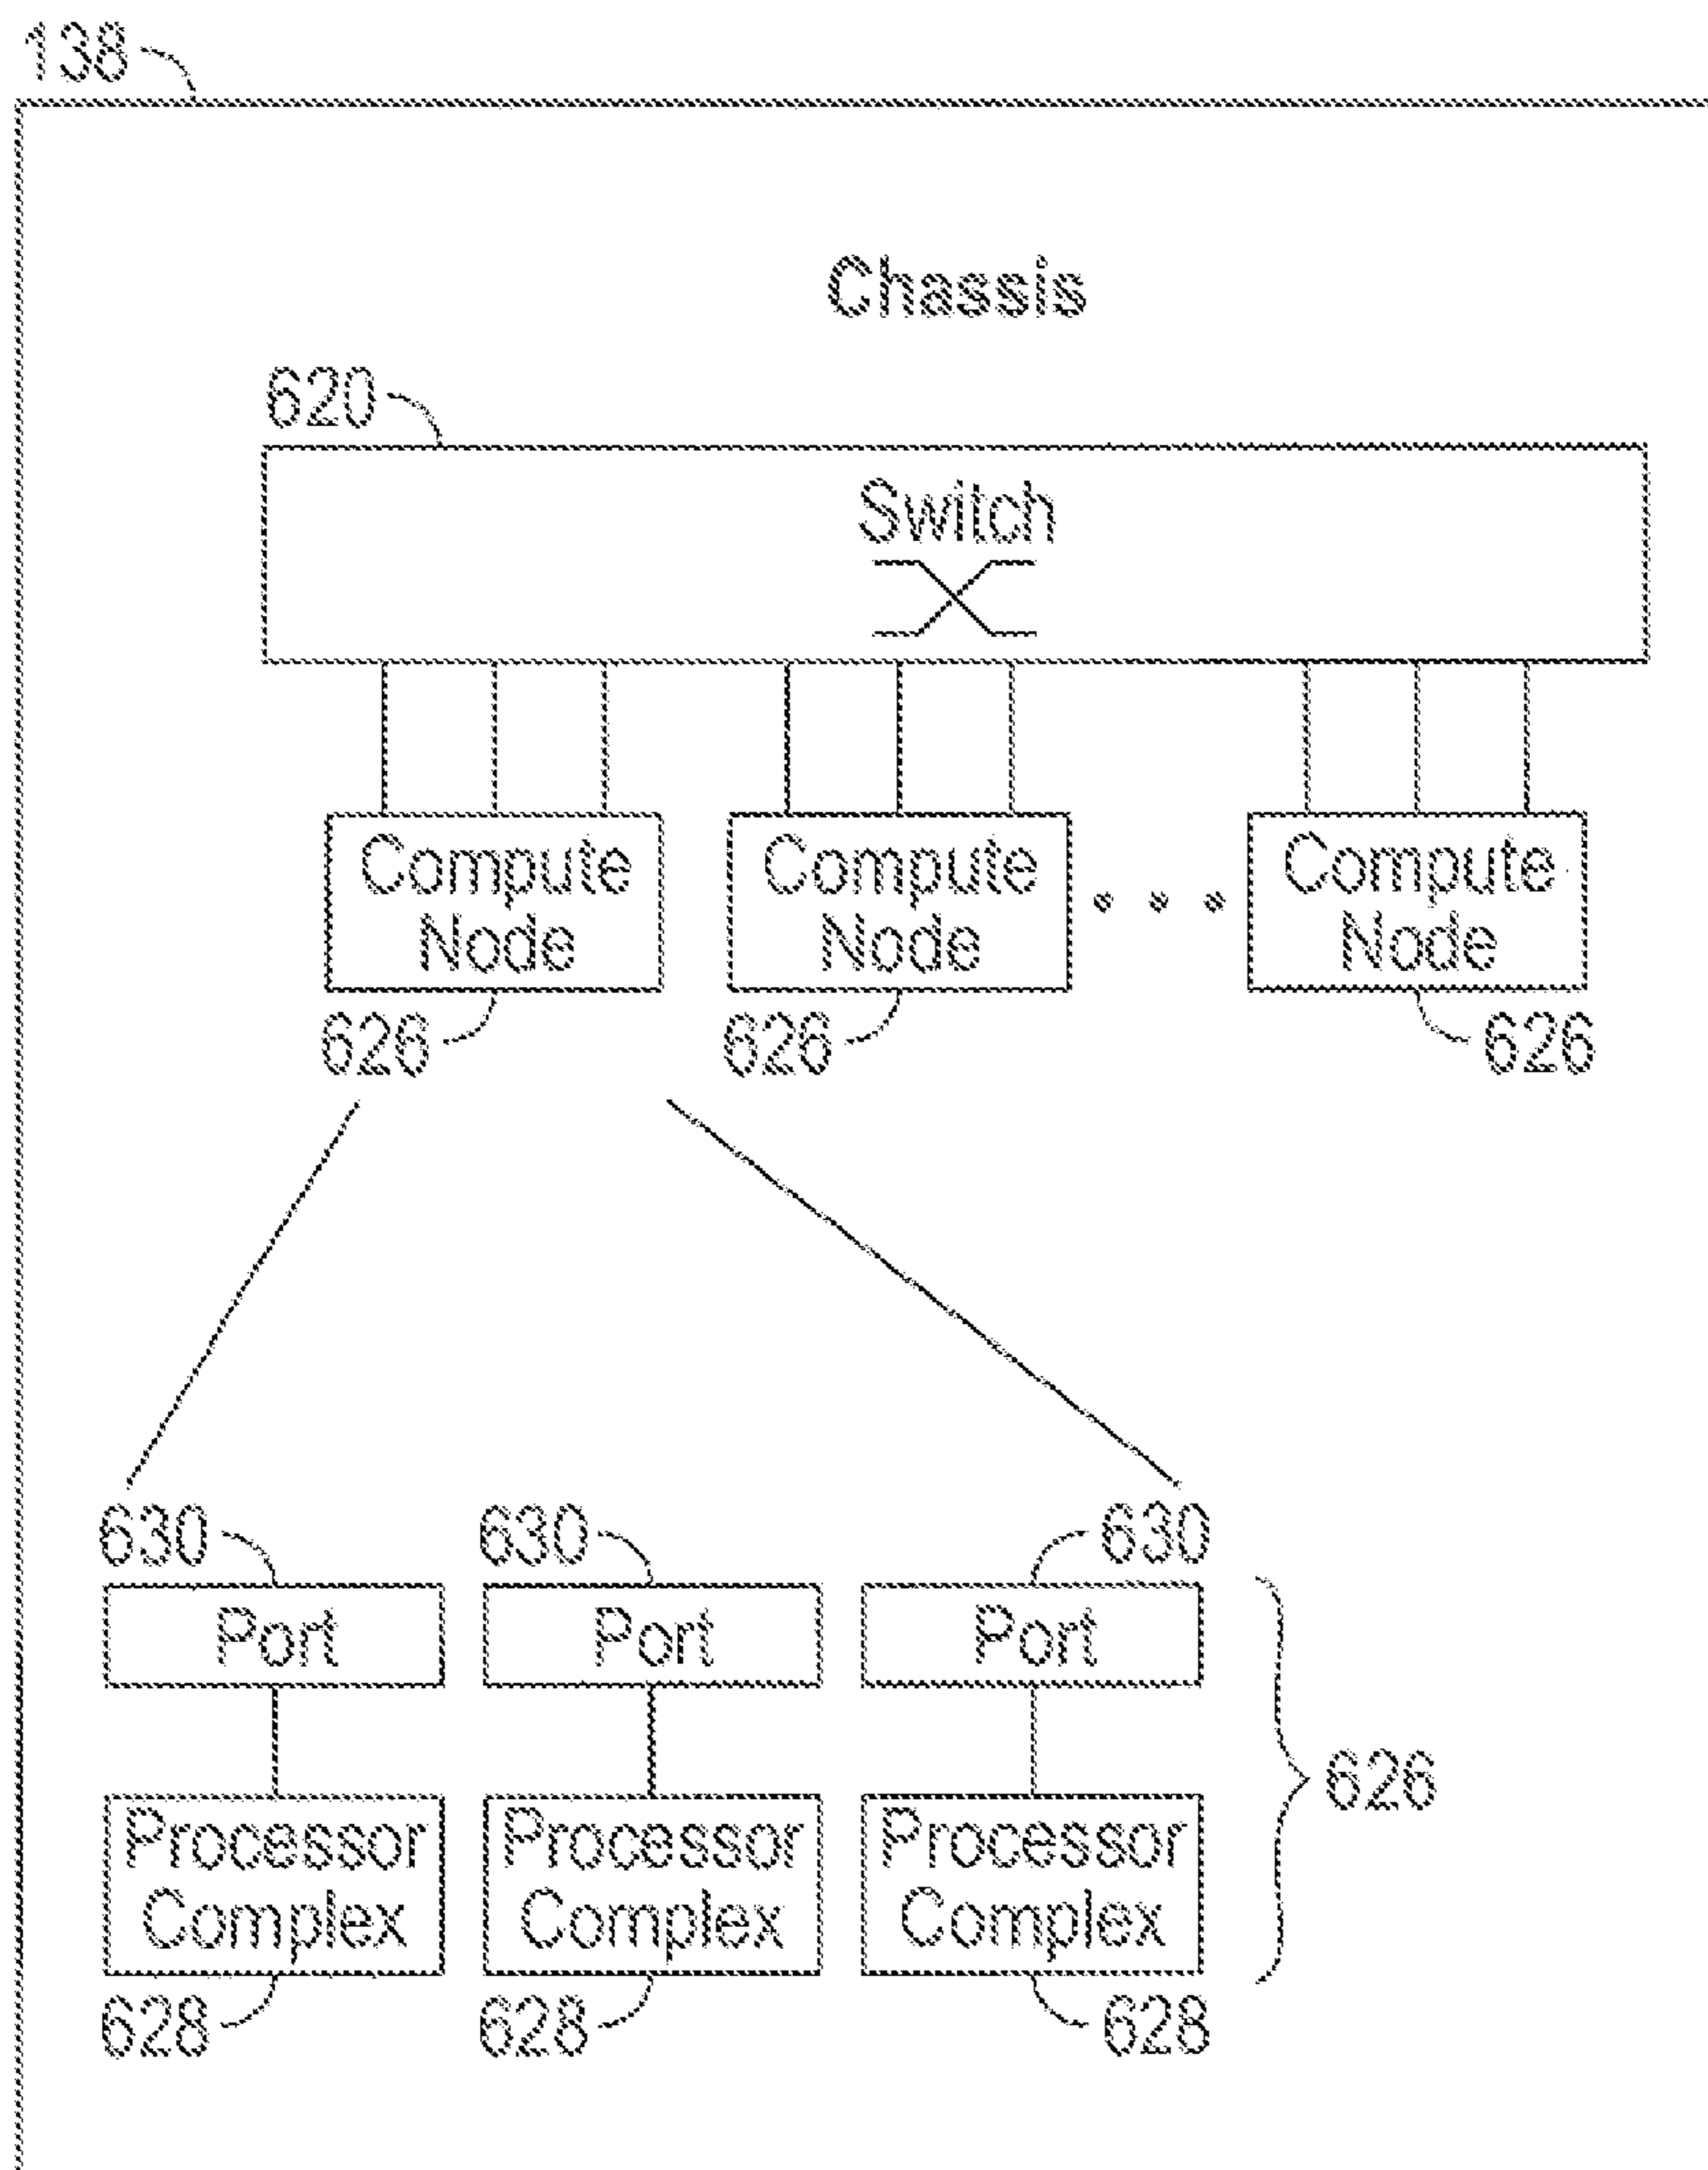 138
Chassis
620
Switch
Compute Node
Compute Node
Compute Node
626
626
626
630
630
630
Port
Port
Port
626
Processor Complex
Processor Complex
Processor Complex
628
628
628